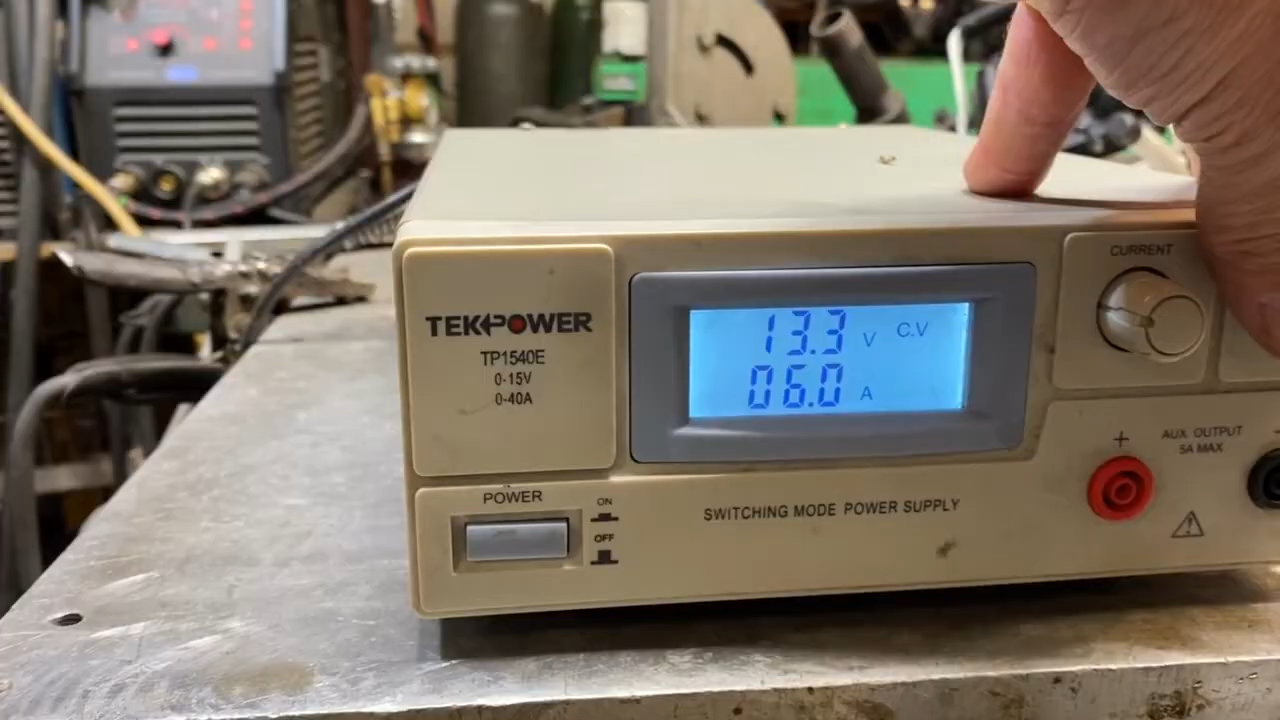 TEKPOWER
TP1540E
0-15V
0-40A
13.3 V C.V
06.0 A
CURRENT
POWER
ON
OFF
SWITCHING MODE POWER SUPPLY
+
AUX. OUTPUT
5A MAX
-